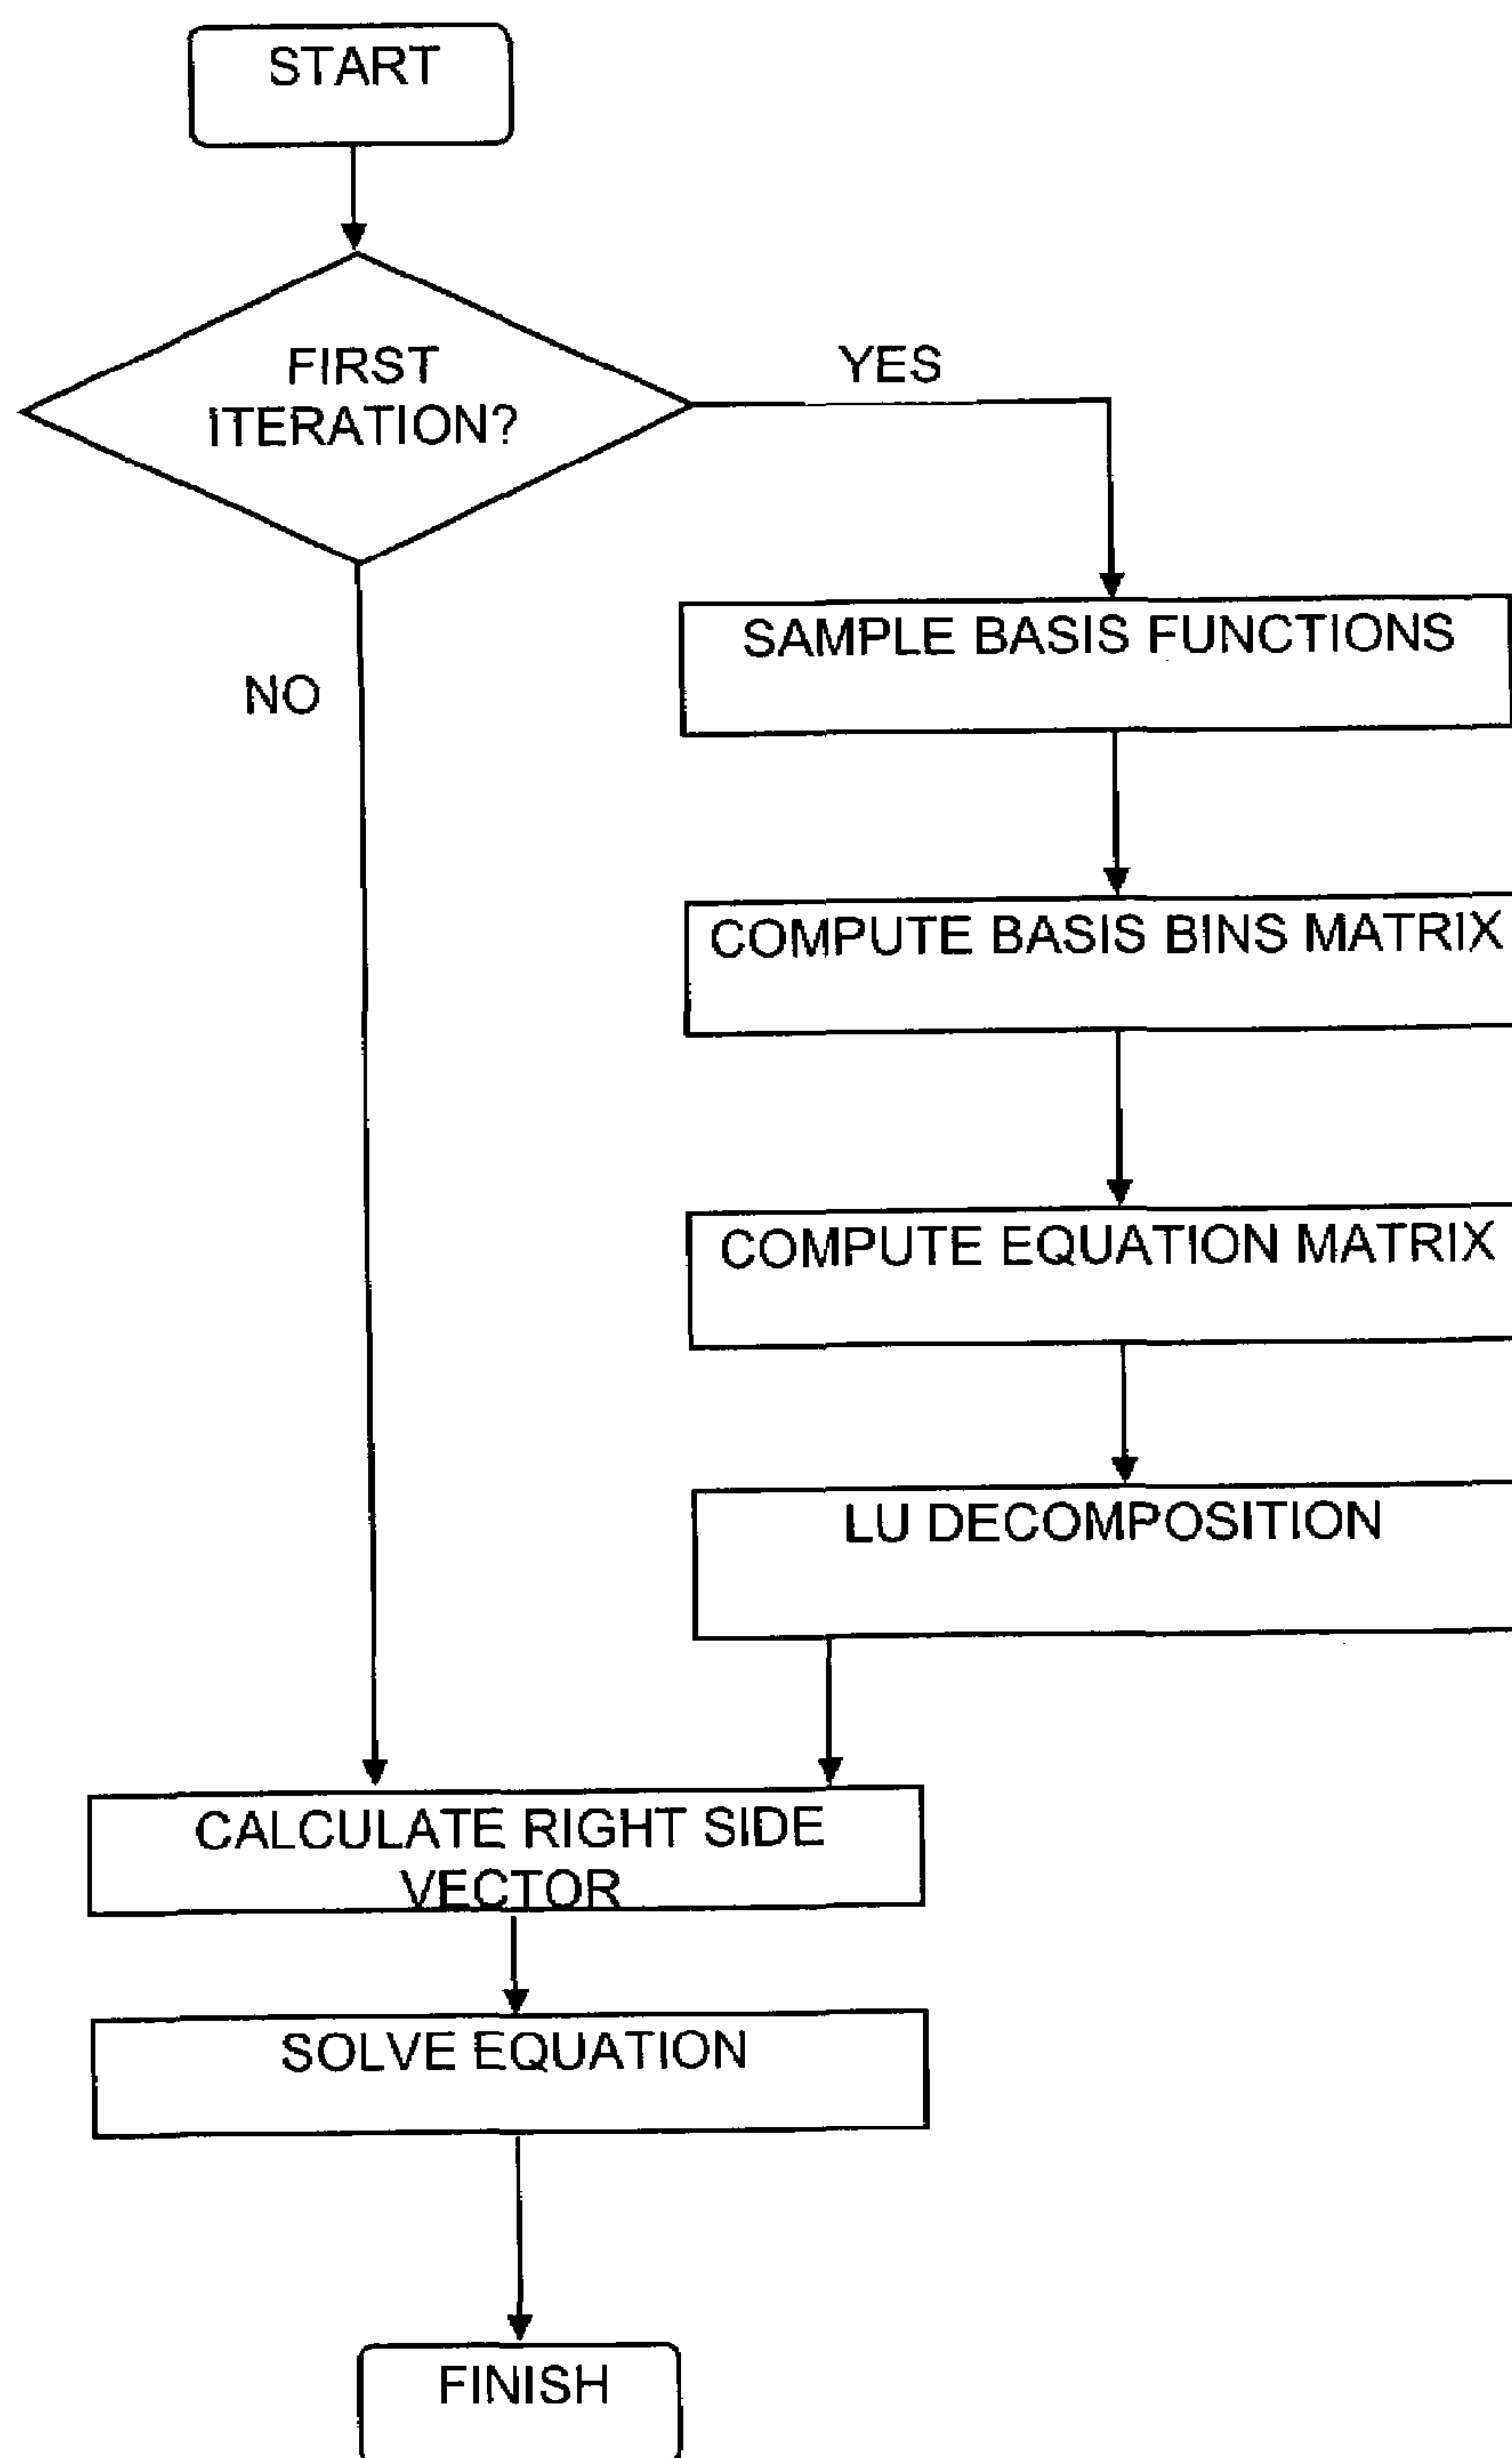 START
FIRST
ITERATION?
YES
NO
SAMPLE BASIS FUNCTIONS
COMPUTE BASIS BINS MATRIX
COMPUTE EQUATION MATRIX
LU DECOMPOSITION
CALCULATE RIGHT SIDE
VECTOR
SOLVE EQUATION
FINISH